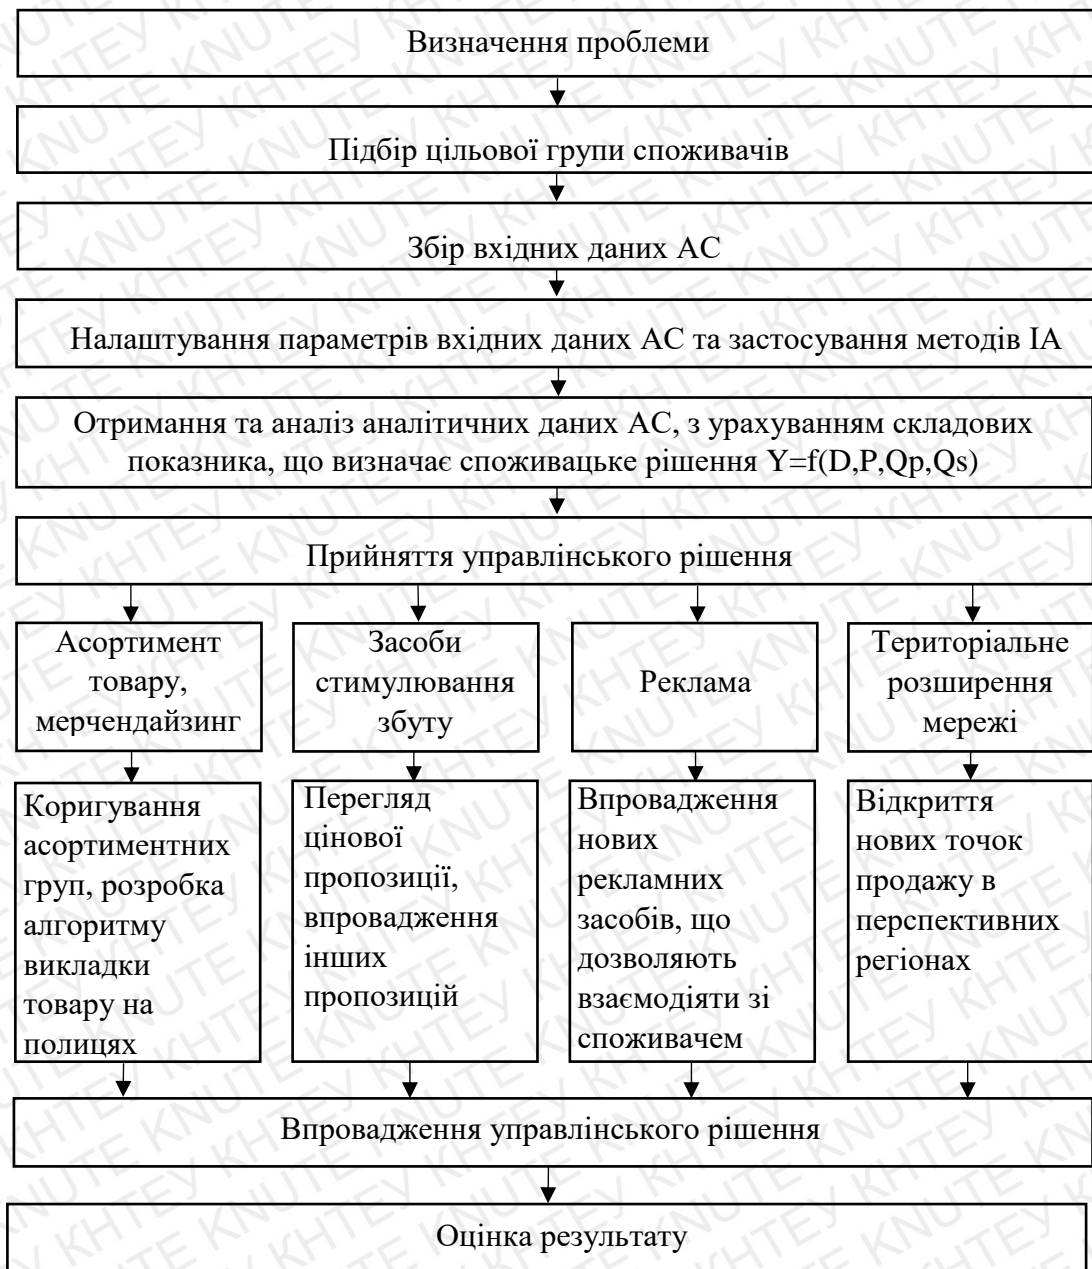 Визначення проблеми
Підбір цільової групи споживачів
Збір вхідних даних АС
Налаштування параметрів вхідних даних АС та застосування методів ІА
Отримання та аналіз аналітичних даних АС, з урахуванням складових
показника, що визначає споживацьке рішення Y=f(D,P,Qp,Qs)
Прийняття управлінського рішення
Асортимент
товару,
мерчендайзинг
Засоби
стимулювання
збуту
Реклама
Територіальне
розширення
мережі
Коригування
асортиментних
груп, розробка
алгоритму
викладки
товару на
полицях
Перегляд
цінової
пропозиції,
впровадження
інших
пропозицій
Впровадження
нових
рекламних
засобів, що
дозволяють
взаємодіяти зі
споживачем
Відкриття
нових точок
продажу в
перспективних
регіонах
Впровадження управлінського рішення
Оцінка результату